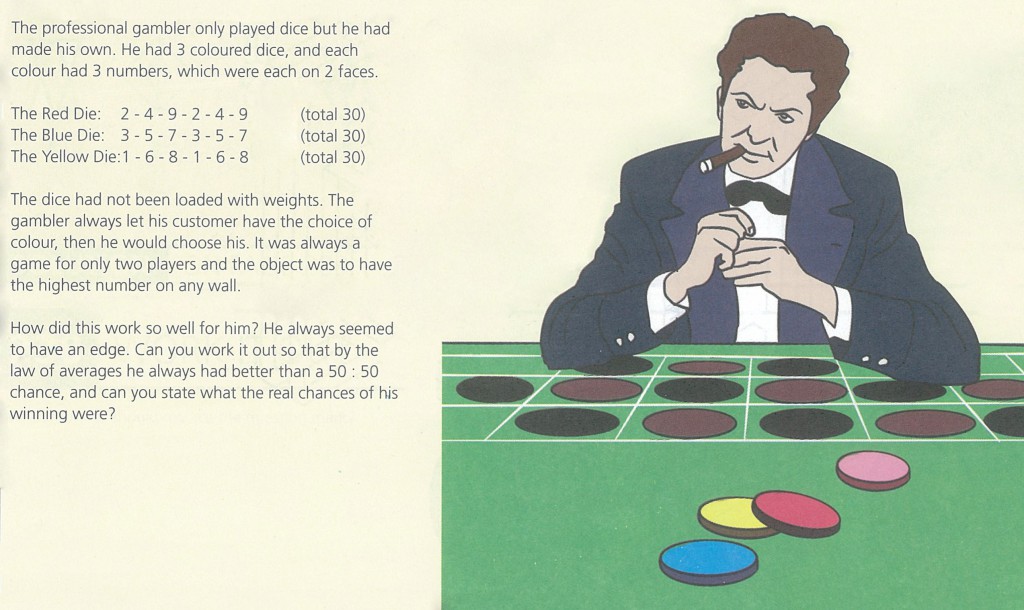 The professional gambler only played dice but he had
made his own. He had 3 coloured dice, and each
colour had 3 numbers, which were each on 2 faces.
The Red Die: 2 - 4 - 9 - 2 - 4 - 9 (total 30)
The Blue Die: 3 - 5 - 7 - 3 - 5 - 7 (total 30)
The Yellow Die:1 - 6 - 8 - 1 - 6 - 8 (total 30)
The dice had not been loaded with weights. The
gambler always let his customer have the choice of
colour, then he would choose his. It was always a
game for only two players and the object was to have
the highest number on any wall.
How did this work so well for him? He always seemed
to have an edge. Can you work it out so that by the
law of averages he always had better than a 50 : 50
chance, and can you state what the real chances of his
winning were?